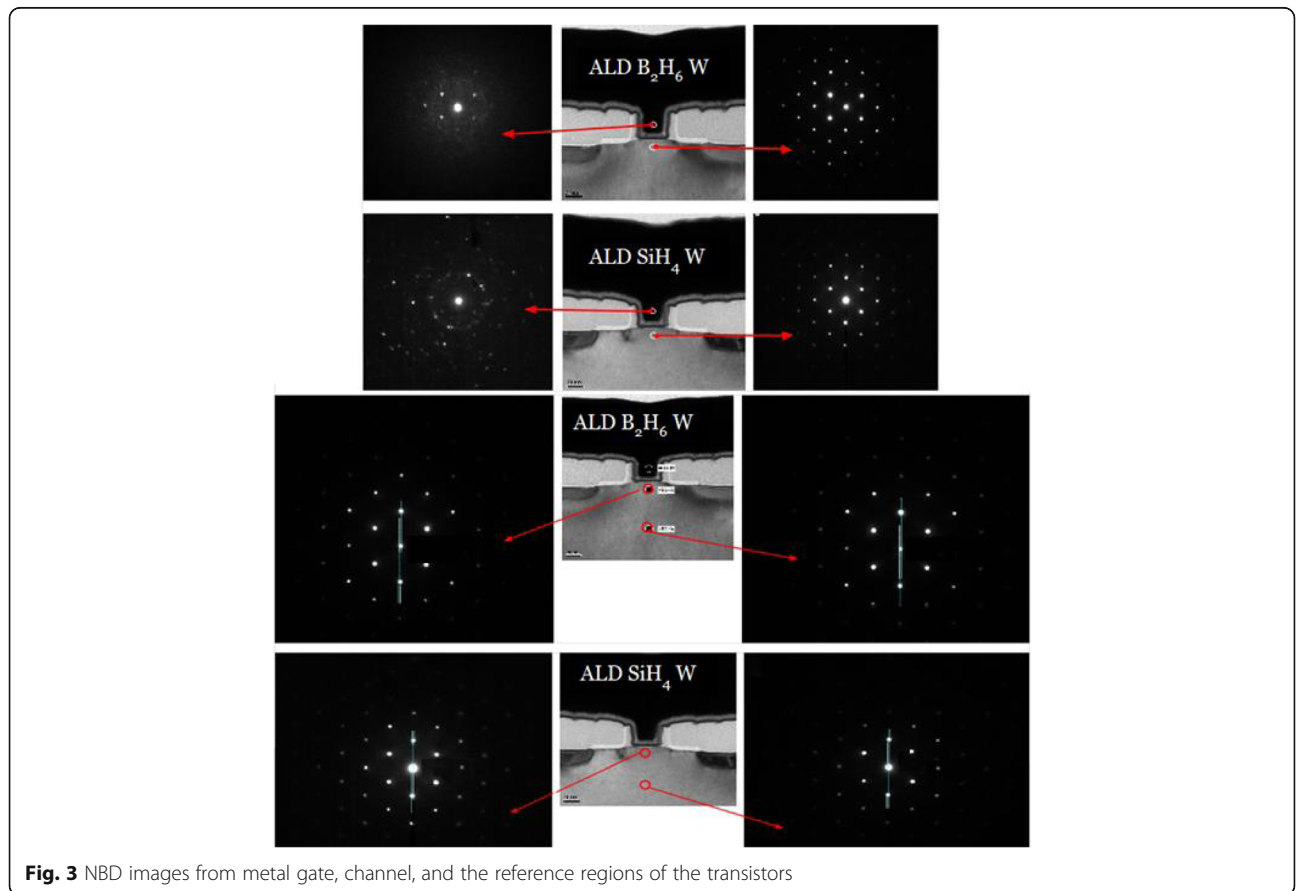 ALD B₂H₆ W
ALD SiH₄ W
ALD B₂H₆ W
ALD SiH₄ W
Fig. 3 NBD images from metal gate, channel, and the reference regions of the transistors